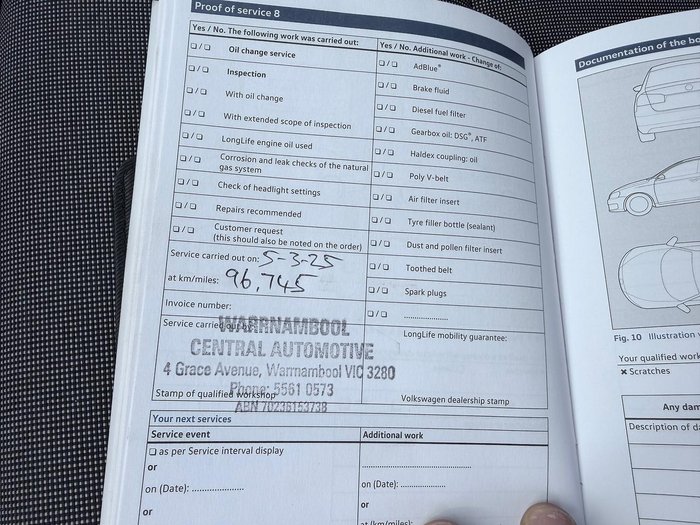 Proof of service 8
Yes / No. The following work was carried out:
❑ / ❑ Oil change service
❑ / ❑ Inspection
❑ / ❑ With oil change
❑ / ❑ With extended scope of inspection
❑ / ❑ LongLife engine oil used
❑ / ❑ Corrosion and leak checks of the natural
gas system
❑ / ❑ Check of headlight settings
❑ / ❑ Repairs recommended
❑ / ❑ Customer request
(this should also be noted on the order)
Service carried out on: 5-3-25
at km/miles: 96,745
Invoice number:
Service carried out by:
WARRNAMBOOL
CENTRAL AUTOMOTIVE
4 Grace Avenue, Warrnambool VIC 3280
Phone: 5561 0573
Stamp of qualified workshop
ABN 70236153738
Yes / No. Additional work - Change of:
❑ / ❑ AdBlue®
❑ / ❑ Brake fluid
❑ / ❑ Diesel fuel filter
❑ / ❑ Gearbox oil: DSG®, ATF
❑ / ❑ Haldex coupling: oil
❑ / ❑ Poly V-belt
❑ / ❑ Air filter insert
❑ / ❑ Tyre filler bottle (sealant)
❑ / ❑ Dust and pollen filter insert
❑ / ❑ Toothed belt
❑ / ❑ Spark plugs
❑ / ❑ ....................
LongLife mobility guarantee:
Volkswagen dealership stamp
Your next services
Service event
❑ as per Service interval display
or
on (Date): ....................
or
Additional work
........................................
on (Date): .................
or
at (km/miles):
Documentation of the bo
Fig. 10 Illustration
Your qualified work
✗ Scratches
Any dam
Description of da